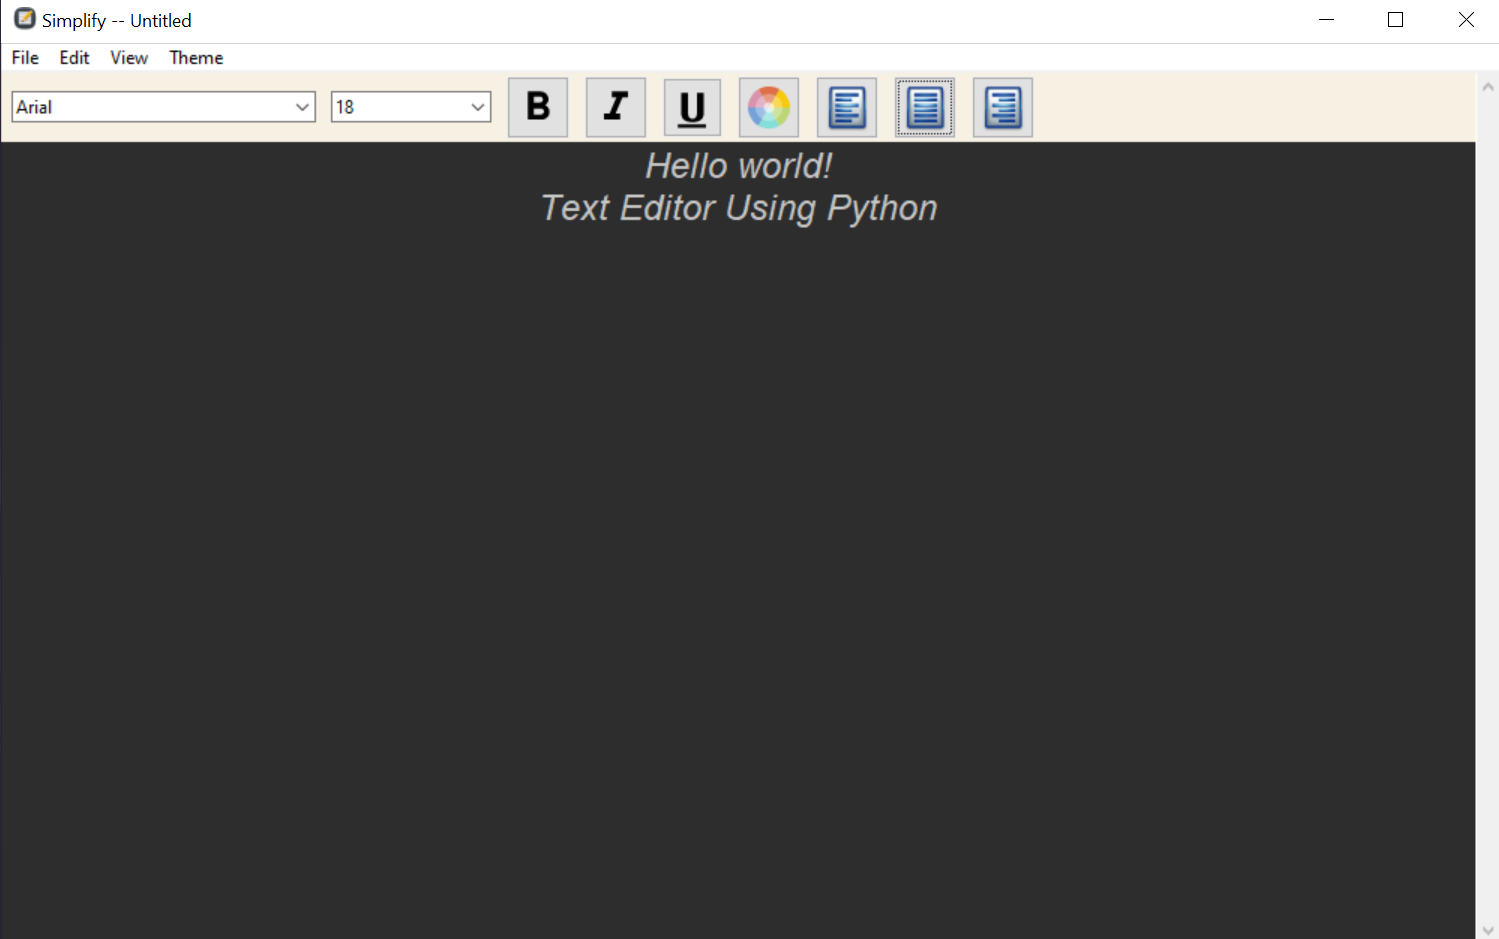 Simplify -- Untitled
File Edit View Theme
Arial 18 B I U
Hello world!
Text Editor Using Python